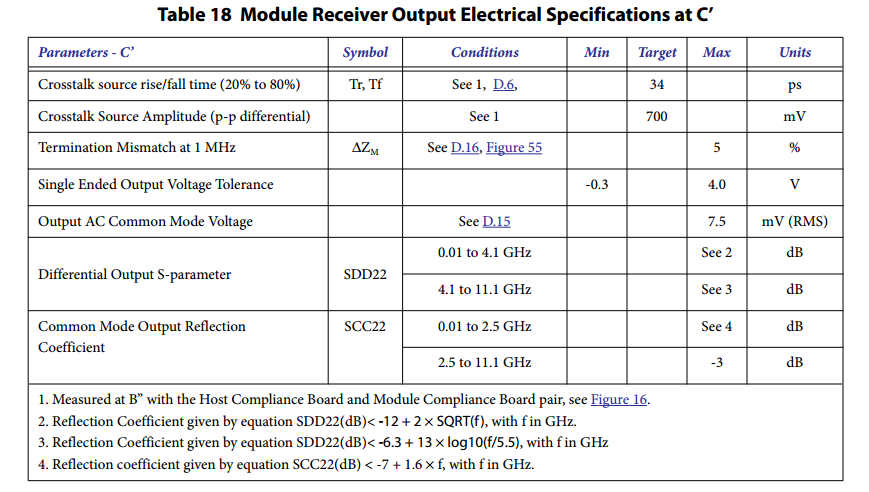 Table 18 Module Receiver Output Electrical Specifications at C’
Parameters - C’ Symbol Conditions Min Target Max Units
Crosstalk source rise/fall time (20% to 80%) Tr, Tf See 1, D.6, 34 ps
Crosstalk Source Amplitude (p-p differential) See 1 700 mV
Termination Mismatch at 1 MHz ΔZM See D.16, Figure 55 5 %
Single Ended Output Voltage Tolerance -0.3 4.0 V
Output AC Common Mode Voltage See D.15 7.5 mV (RMS)
Differential Output S-parameter SDD22 0.01 to 4.1 GHz See 2 dB
4.1 to 11.1 GHz See 3 dB
Common Mode Output Reflection Coefficient SCC22 0.01 to 2.5 GHz See 4 dB
2.5 to 11.1 GHz -3 dB
1. Measured at B” with the Host Compliance Board and Module Compliance Board pair, see Figure 16.
2. Reflection Coefficient given by equation SDD22(dB)< -12 + 2 × SQRT(f), with f in GHz.
3. Reflection Coefficient given by equation SDD22(dB)< -6.3 + 13 × log10(f/5.5), with f in GHz
4. Reflection coefficient given by equation SCC22(dB) < -7 + 1.6 × f, with f in GHz.